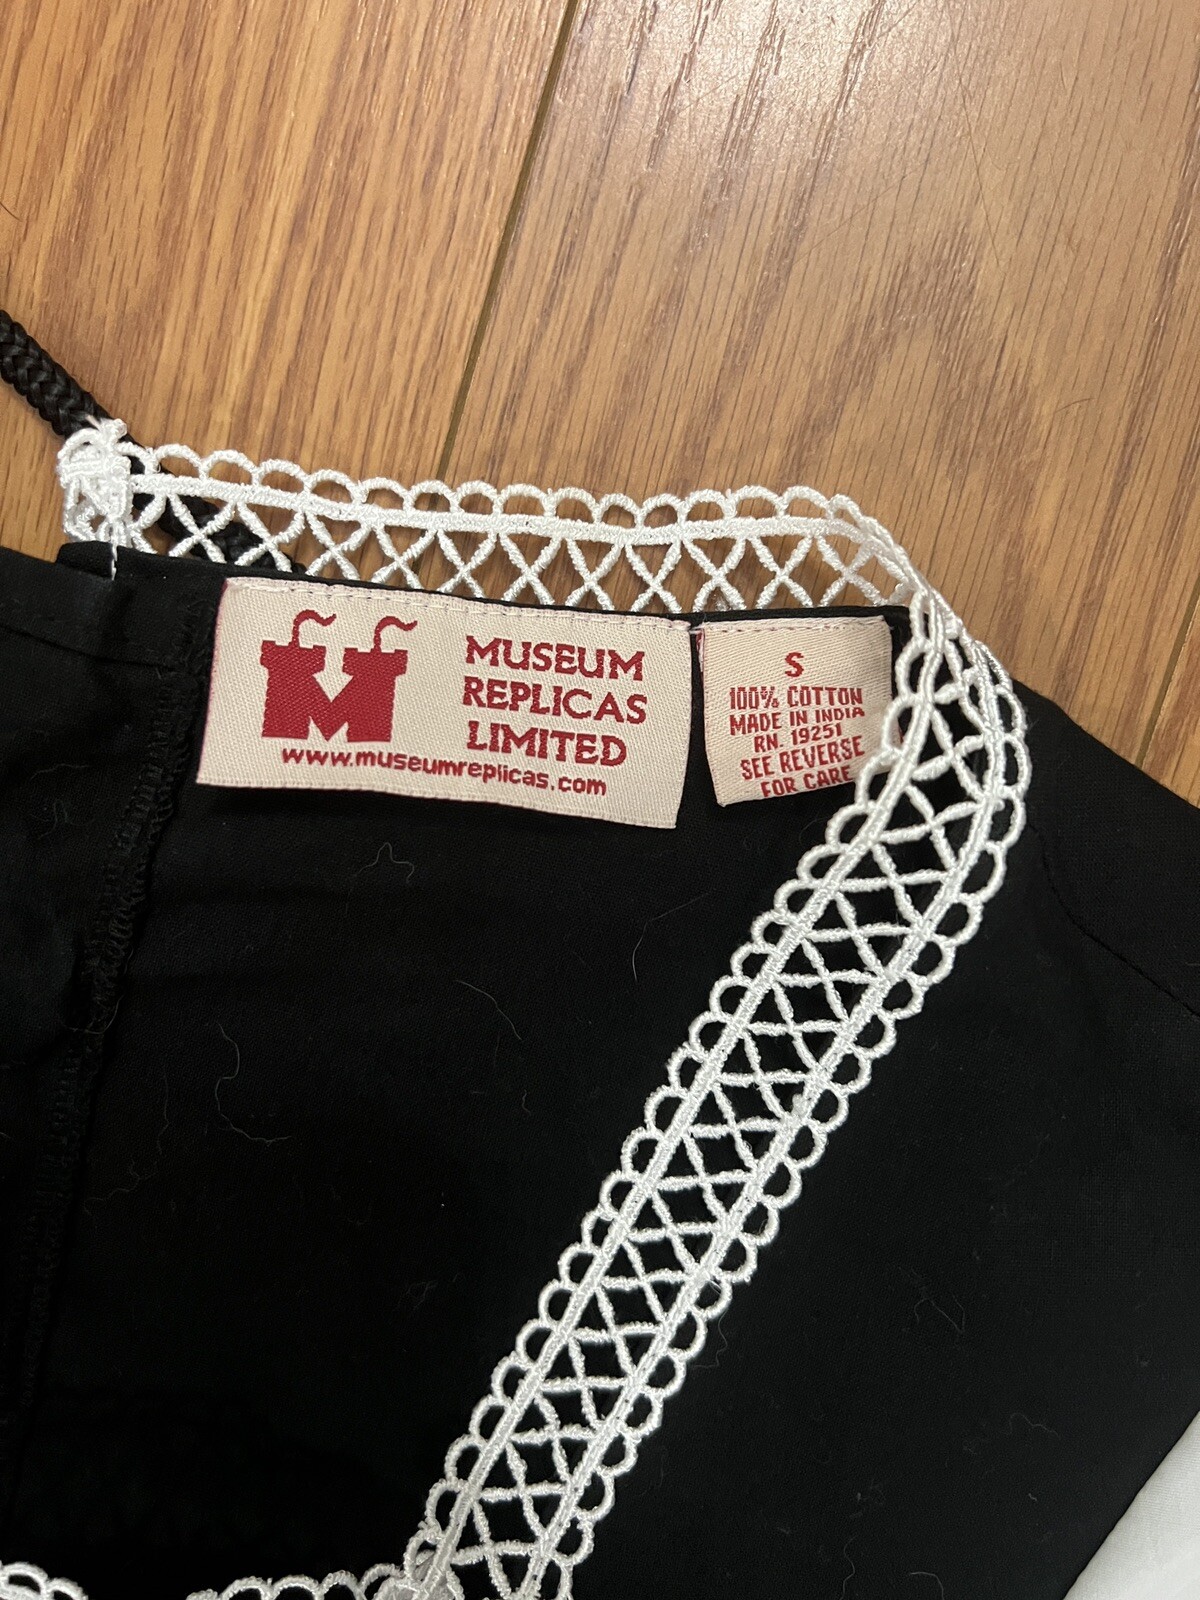 MUSEUM
REPLICAS
LIMITED
www.museumreplicas.com
S
100% COTTON
MADE IN INDIA
RN. 19251
SEE REVERSE
FOR CARE